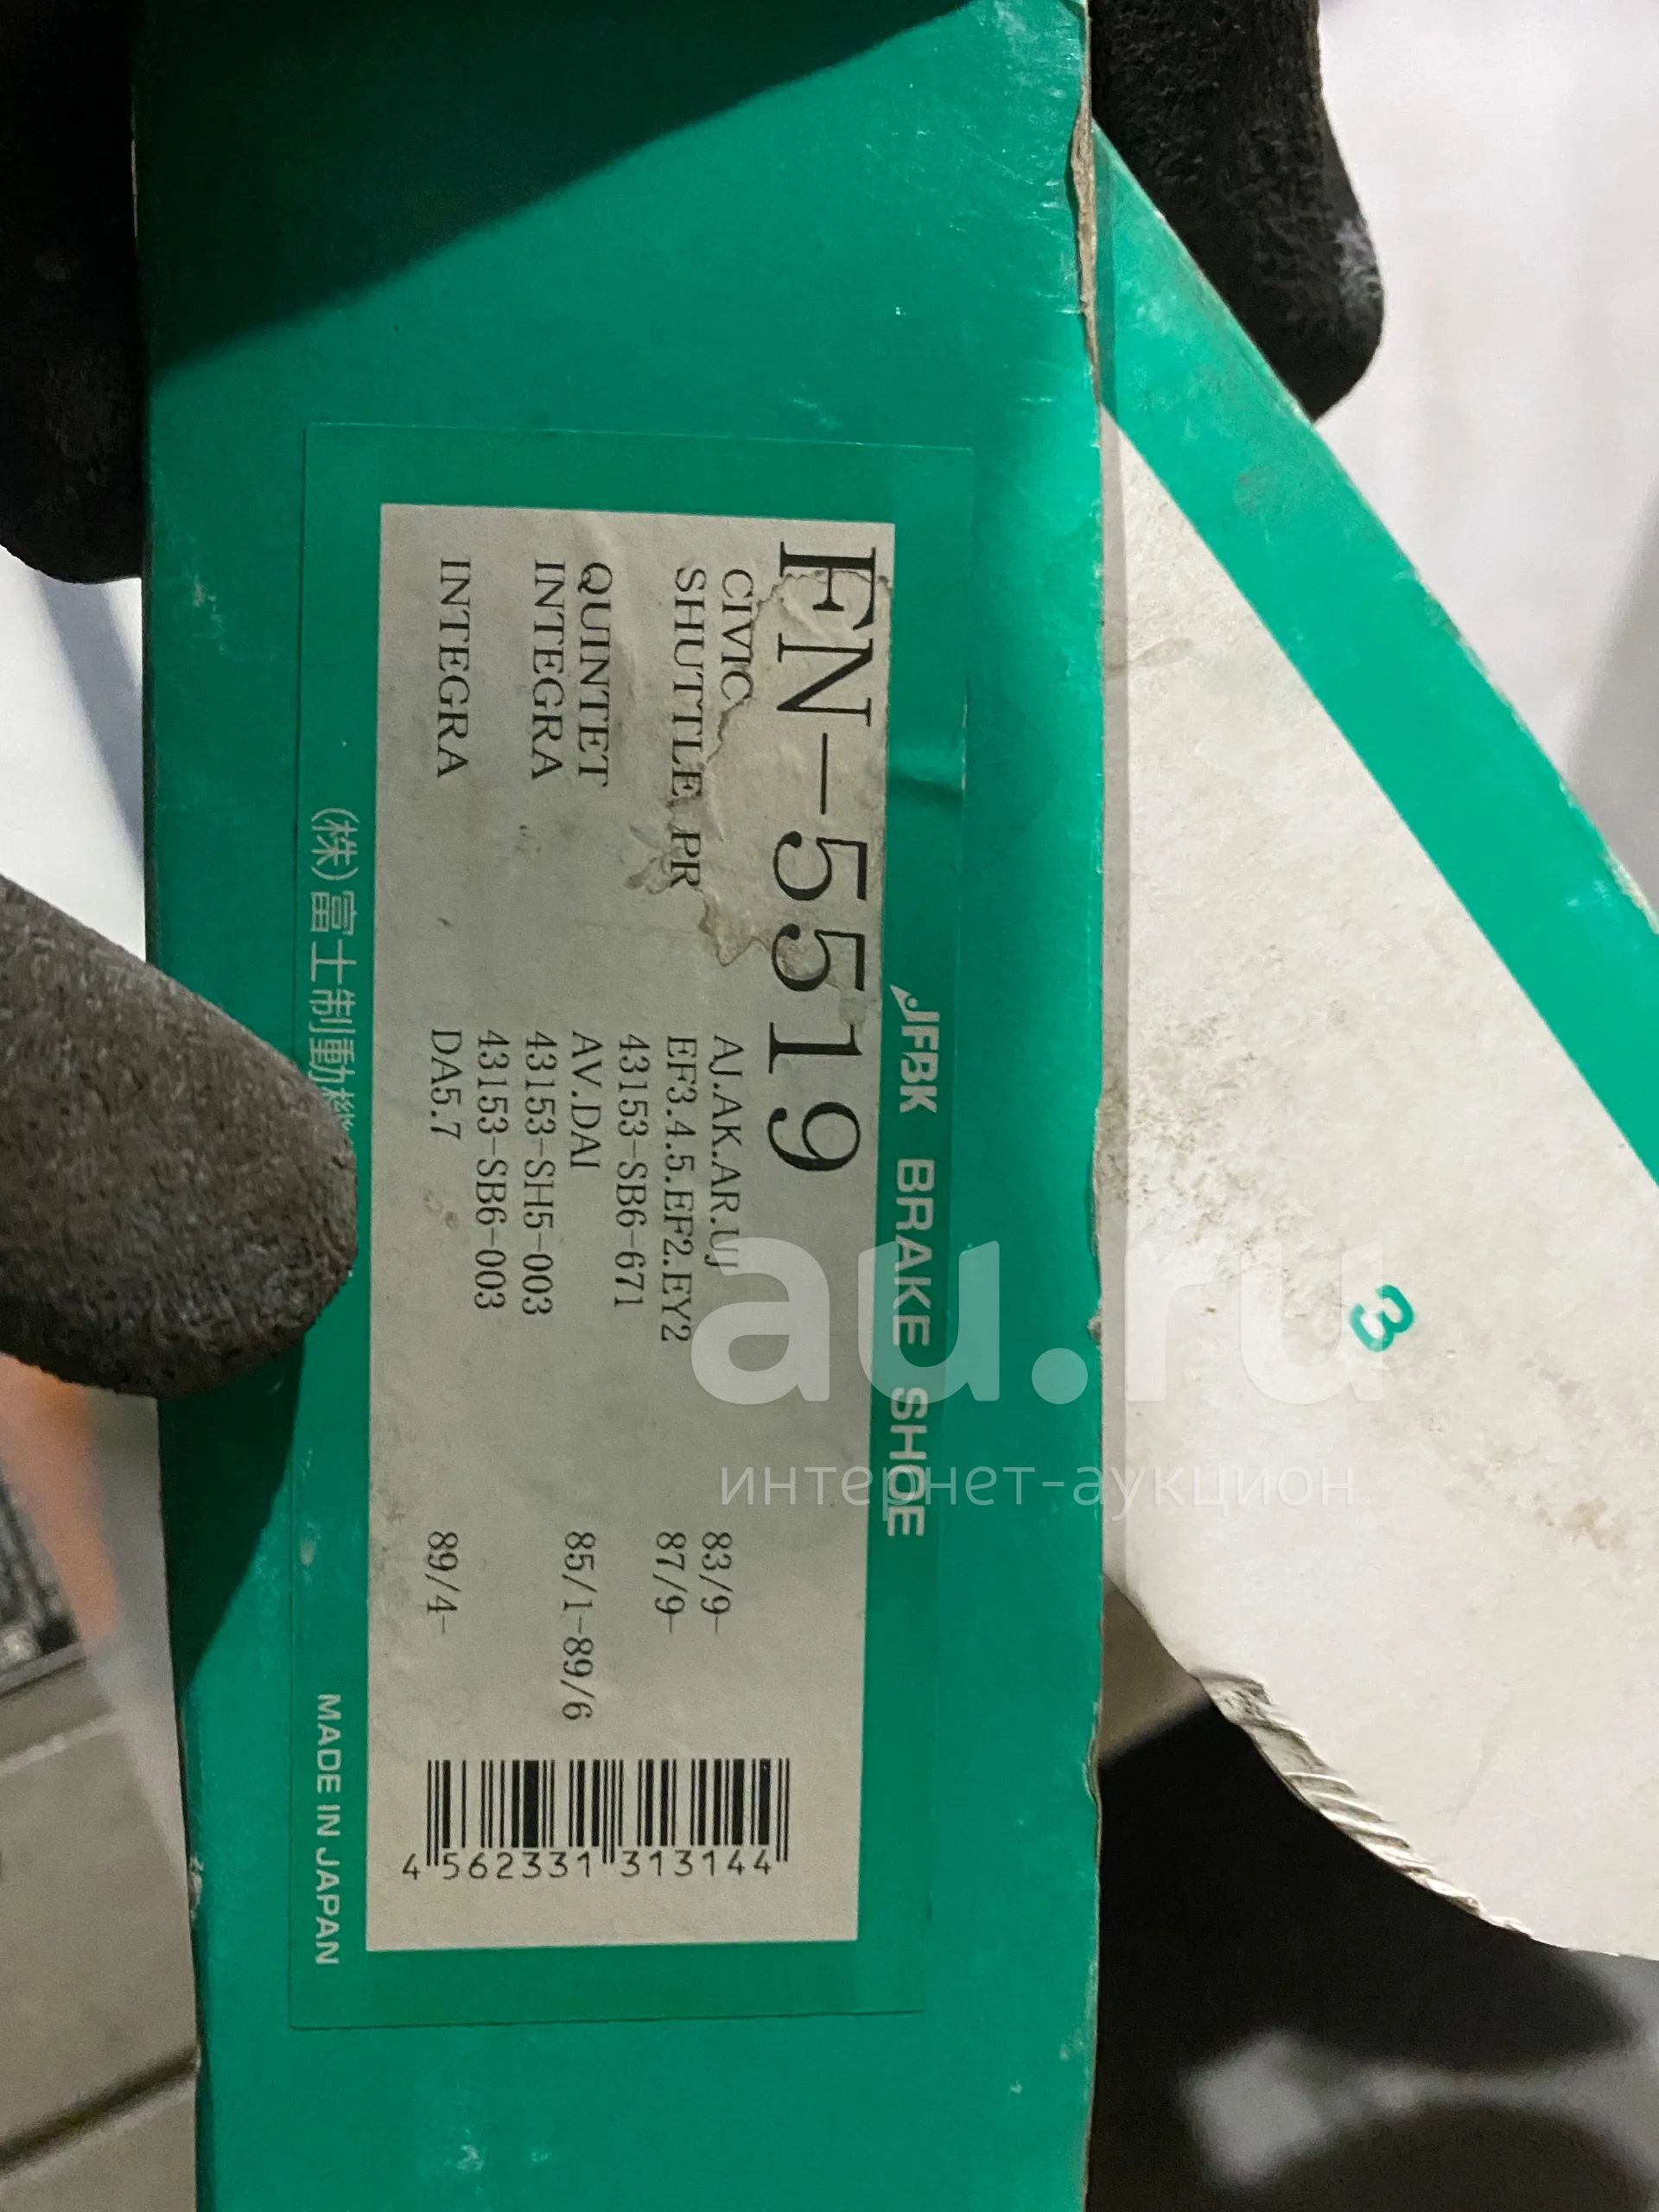 JFBK BRAKE SHOE
FN-5519
CIVIC AJ.AK.AR.UJ 83/9-
SHUTTLE PR EF3.4.5.EF2.EY2 87/9-
43153-SB6-671
QUINTET AV.DAI 85/1-89/6
INTEGRA 43153-SH5-003
43153-SB6-003
INTEGRA DA5.7 89/4-
4 562331 313144
(株)富士制動機 MADE IN JAPAN
3
au.ru
интернет-аукцион